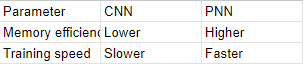 Parameter CNN PNN
Memory efficienc Lower Higher
Training speed Slower Faster